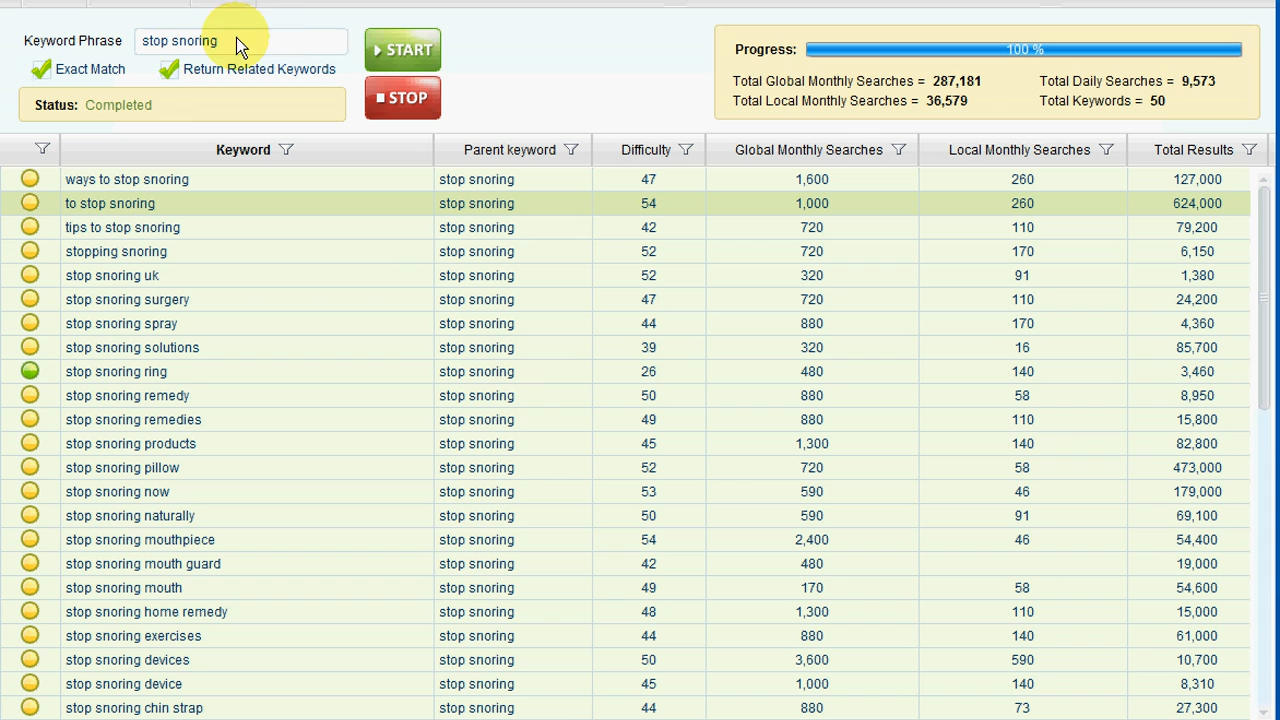 Keyword Phrase stop snoring START
Exact Match Return Related Keywords
Status: Completed STOP
Progress: 100 %
Total Global Monthly Searches = 287,181 Total Daily Searches = 9,573
Total Local Monthly Searches = 36,579 Total Keywords = 50
Keyword Parent keyword Difficulty Global Monthly Searches Local Monthly Searches Total Results
ways to stop snoring stop snoring 47 1,600 260 127,000
to stop snoring stop snoring 54 1,000 260 624,000
tips to stop snoring stop snoring 42 720 110 79,200
stopping snoring stop snoring 52 720 170 6,150
stop snoring uk stop snoring 52 320 91 1,380
stop snoring surgery stop snoring 47 720 110 24,200
stop snoring spray stop snoring 44 880 170 4,360
stop snoring solutions stop snoring 39 320 16 85,700
stop snoring ring stop snoring 26 480 140 3,460
stop snoring remedy stop snoring 50 880 58 8,950
stop snoring remedies stop snoring 49 880 110 15,800
stop snoring products stop snoring 45 1,300 140 82,800
stop snoring pillow stop snoring 52 720 58 473,000
stop snoring now stop snoring 53 590 46 179,000
stop snoring naturally stop snoring 50 590 91 69,100
stop snoring mouthpiece stop snoring 54 2,400 46 54,400
stop snoring mouth guard stop snoring 42 480 19,000
stop snoring mouth stop snoring 49 170 58 54,600
stop snoring home remedy stop snoring 48 1,300 110 15,000
stop snoring exercises stop snoring 44 880 140 61,000
stop snoring devices stop snoring 50 3,600 590 10,700
stop snoring device stop snoring 45 1,000 140 8,310
stop snoring chin strap stop snoring 44 880 73 27,300